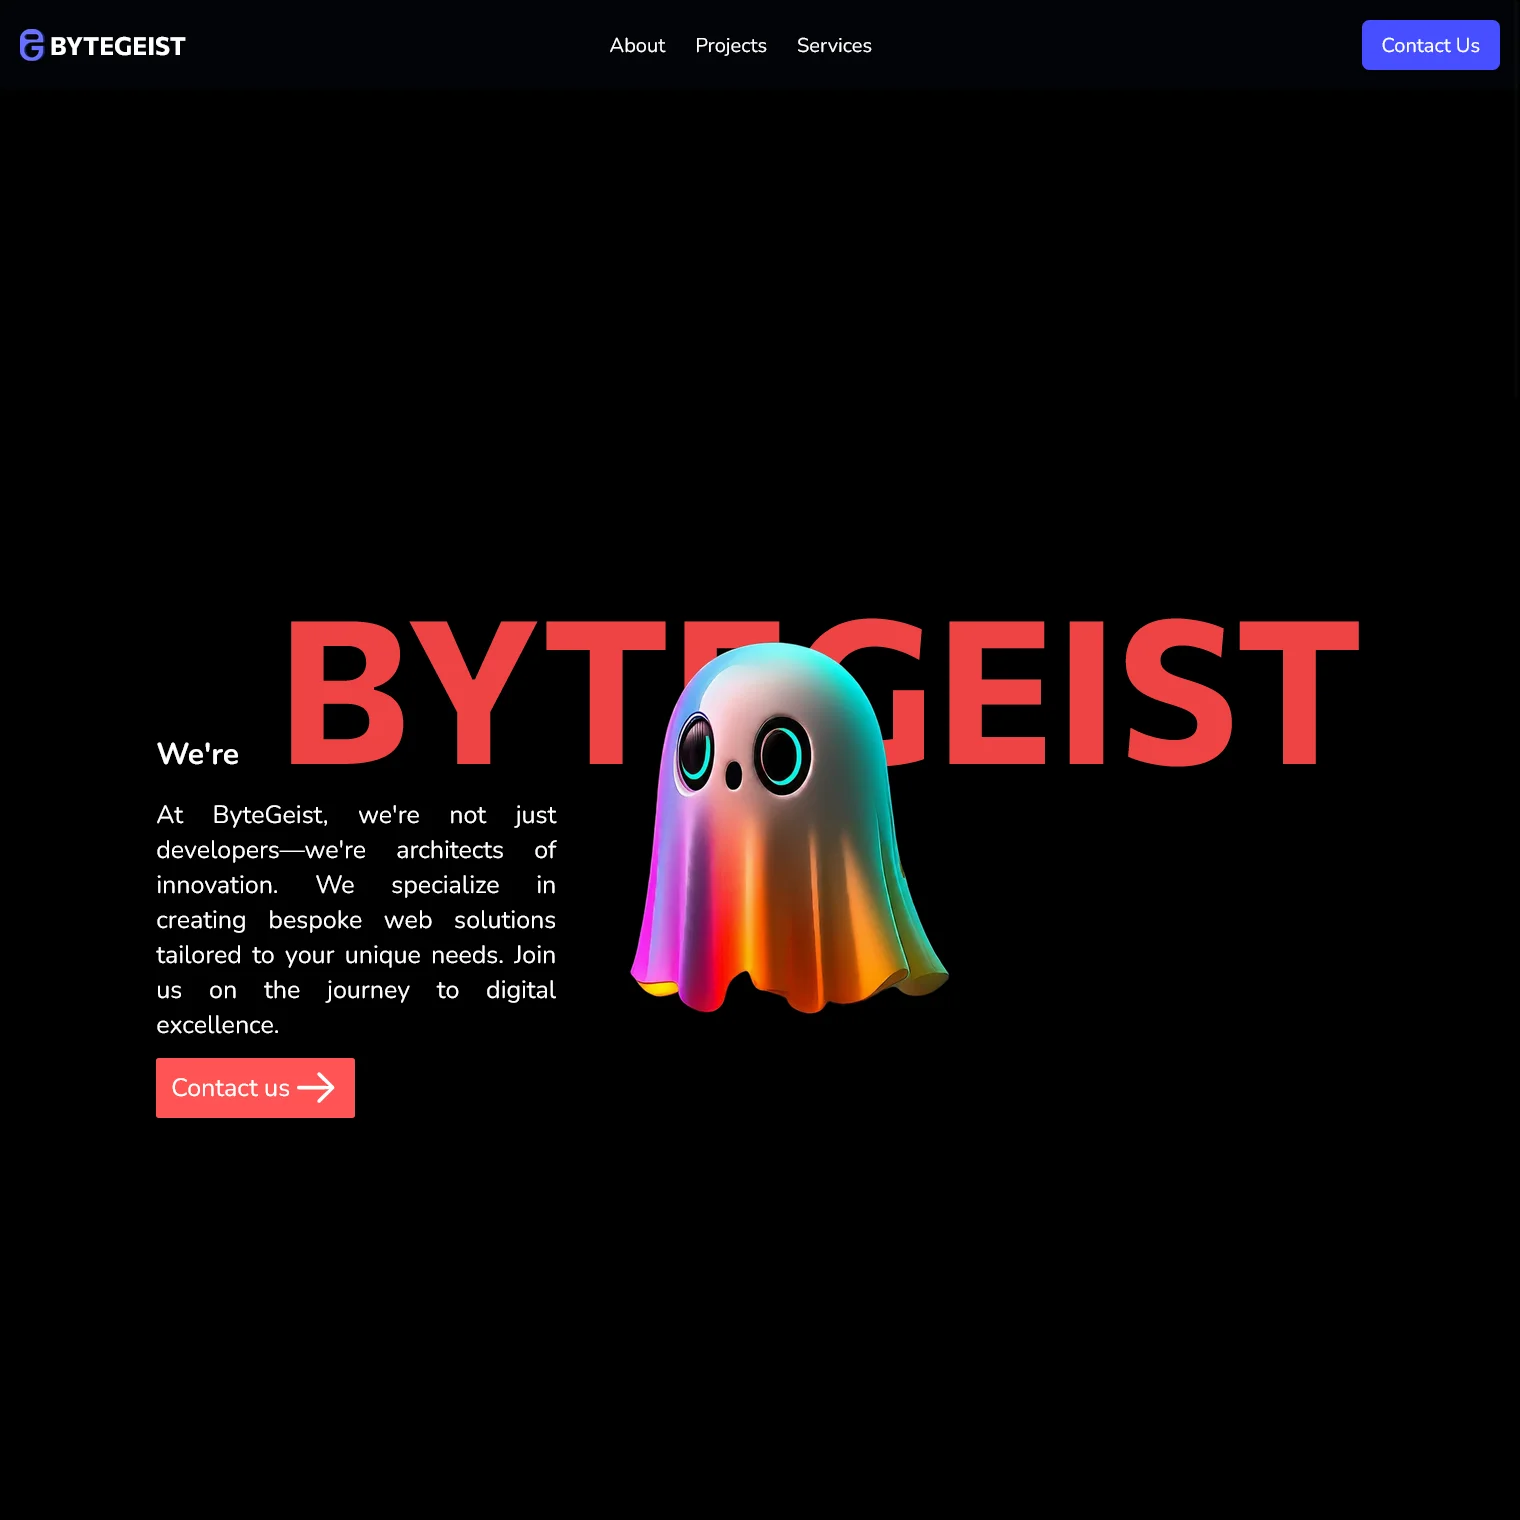 BYTEGEIST
About Projects Services
Contact Us
We're BYTEGEIST
At ByteGeist, we're not just
developers—we're architects of
innovation. We specialize in
creating bespoke web solutions
tailored to your unique needs. Join
us on the journey to digital
excellence.
Contact us